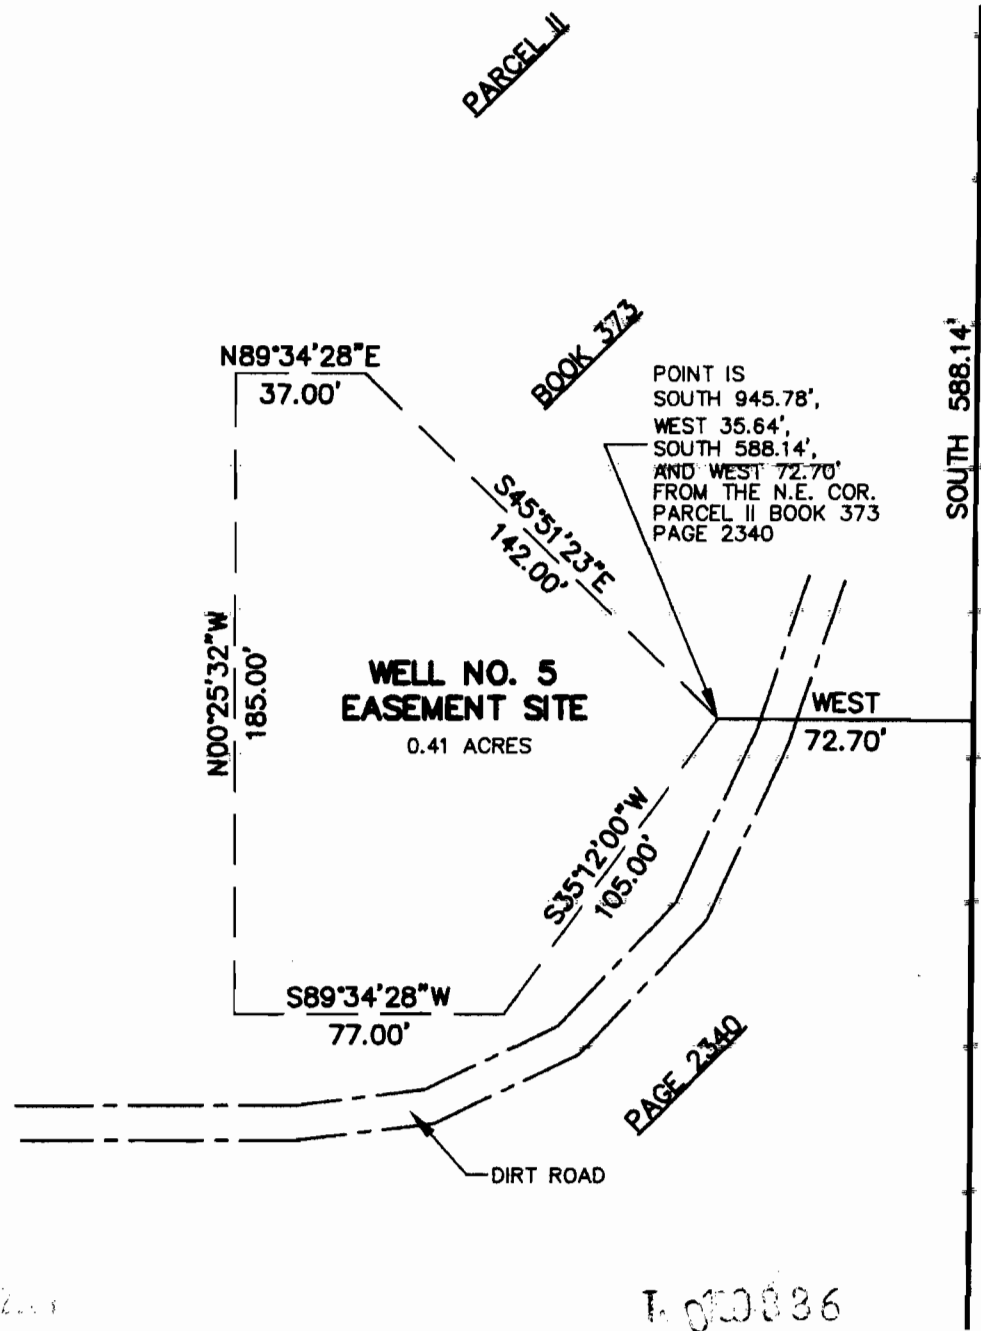 PARCEL II
BOOK 373
N89°34'28"E
37.00'
POINT IS
SOUTH 945.78',
WEST 35.64',
SOUTH 588.14',
AND WEST 72.70'
FROM THE N.E. COR.
PARCEL II BOOK 373
PAGE 2340
SOUTH 588.14'
S45°51'23"E
142.00'
N00°25'32"W
185.00'
WELL NO. 5
EASEMENT SITE
0.41 ACRES
WEST
72.70'
S35°12'00"W
105.00'
S89°34'28"W
77.00'
PAGE 2340
DIRT ROAD